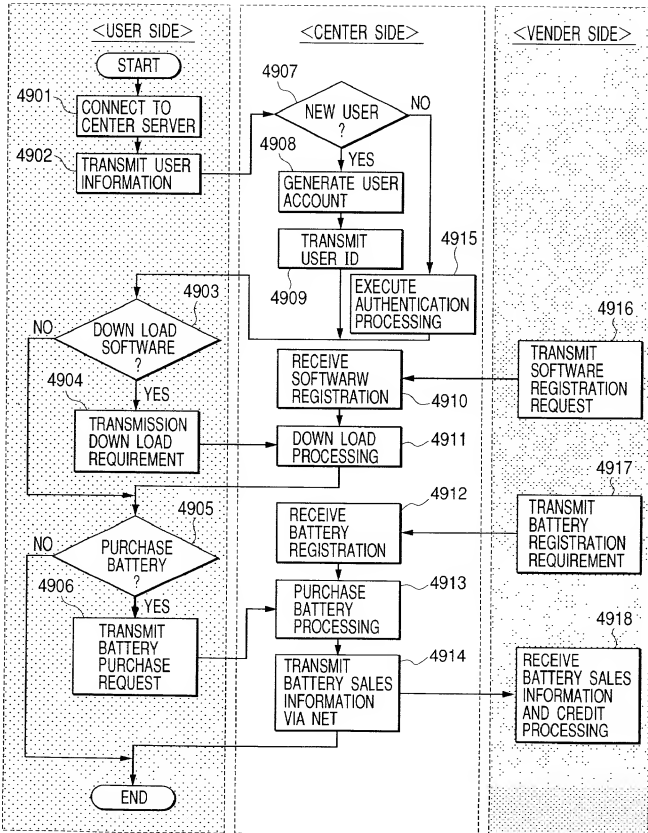 <USER SIDE>
START
4901
CONNECT TO
CENTER SERVER
4902
TRANSMIT USER
INFORMATION
4903
DOWN LOAD
SOFTWARE
?
NO
YES
4904
TRANSMISSION
DOWN LOAD
REQUIREMENT
4905
PURCHASE
BATTERY
?
NO
YES
4906
TRANSMIT
BATTERY
PURCHASE
REQUEST
END
<CENTER SIDE>
4907
NEW USER
?
NO
YES
4908
GENERATE USER
ACCOUNT
TRANSMIT
USER ID
4909
4915
EXECUTE
AUTHENTICATION
PROCESSING
RECEIVE
SOFTWARW
REGISTRATION
4910
DOWN LOAD
PROCESSING
4911
4912
RECEIVE
BATTERY
REGISTRATION
4913
PURCHASE
BATTERY
PROCESSING
4914
TRANSMIT
BATTERY SALES
INFORMATION
VIA NET
<VENDER SIDE>
4916
TRANSMIT
SOFTWARE
REGISTRATION
REQUEST
4917
TRANSMIT
BATTERY
REGISTRATION
REQUIREMENT
4918
RECEIVE
BATTERY SALES
INFORMATION
AND CREDIT
PROCESSING